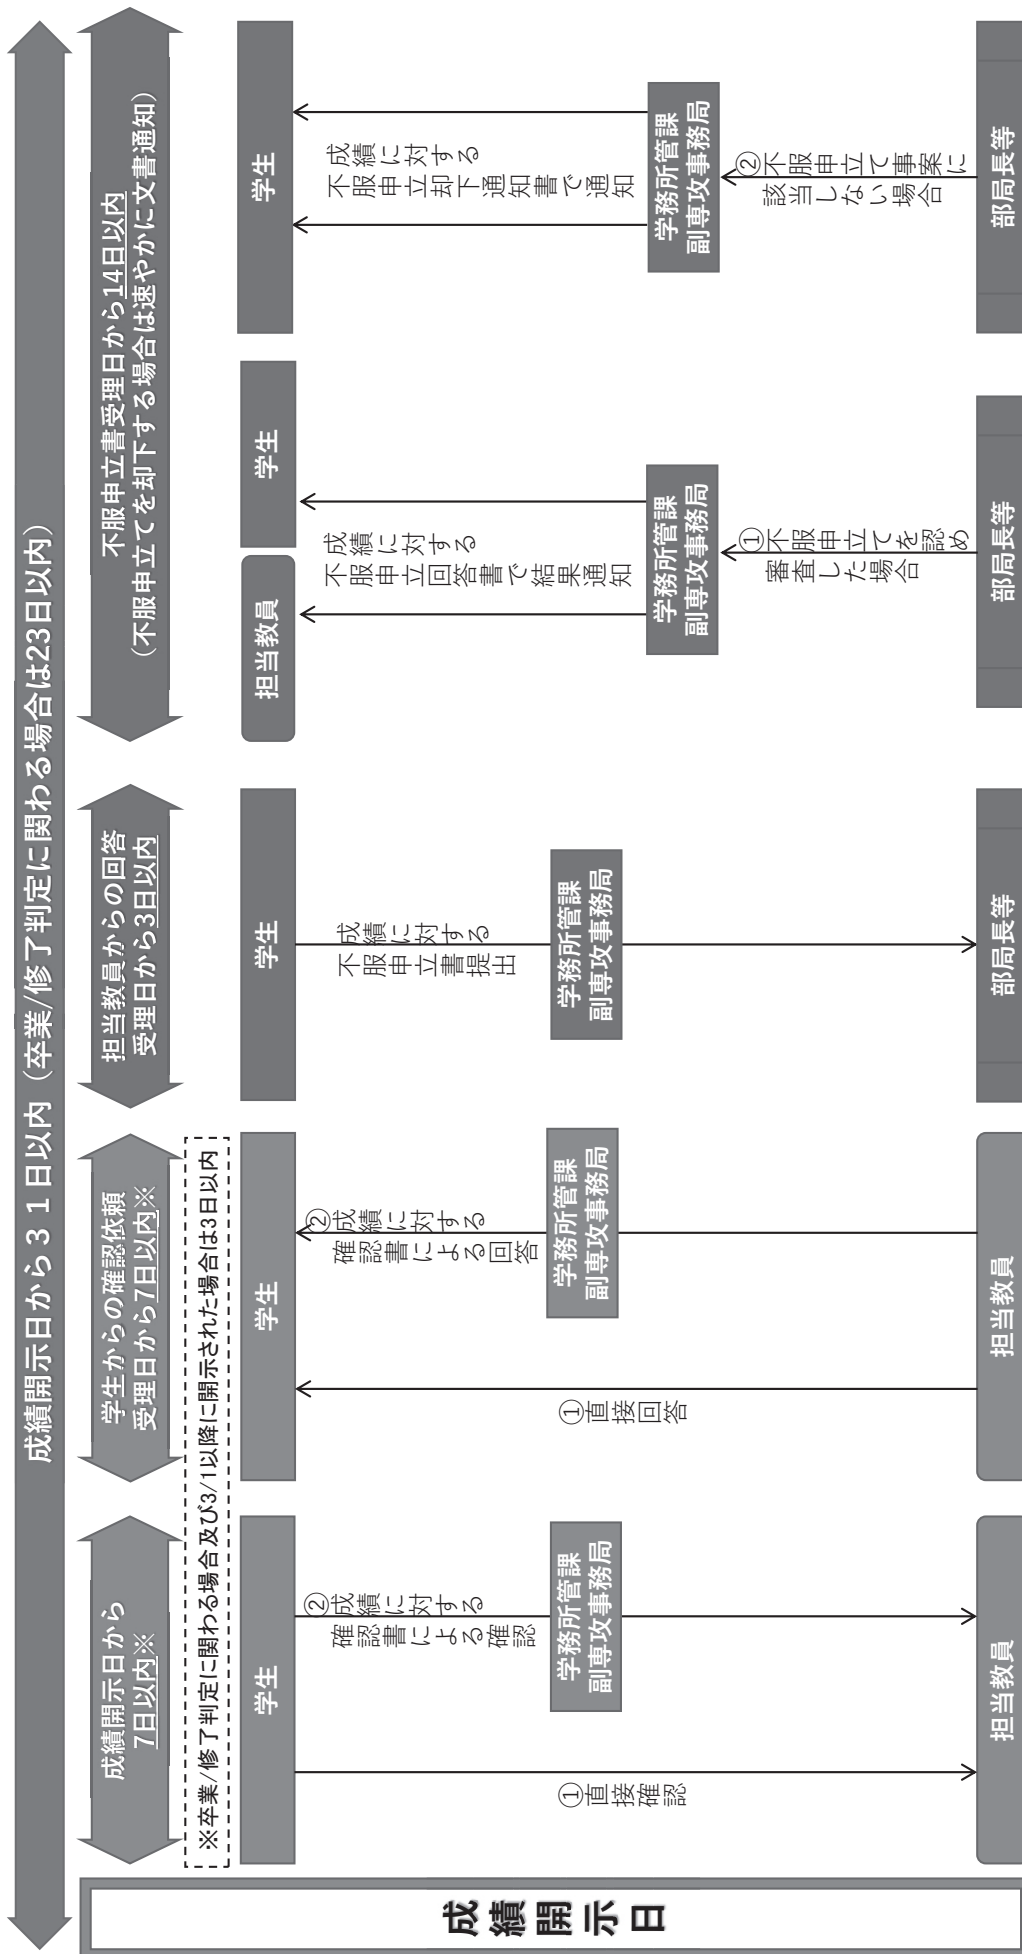 成績開示日から３１日以内（卒業/修了判定に関わる場合は23日以内）
成績開示日
成績開示日から
7日以内※
学生からの確認依頼
受理日から7日以内※
※卒業/修了判定に関わる場合及び3/1以降に開示された場合は3日以内
担当教員からの回答
受理日から3日以内
不服申立書受理日から14日以内
（不服申立てを却下する場合は速やかに文書通知）
学生
①直接確認
②成績に対する
確認書による確認
学務所管課
副専攻事務局
担当教員
学生
①直接回答
②成績に対する
確認書による回答
学務所管課
副専攻事務局
担当教員
学生
成績に対する
不服申立書提出
学務所管課
副専攻事務局
部局長等
担当教員
学生
成績に対する
不服申立回答書で結果通知
学務所管課
副専攻事務局
①不服申立てを認め
審査した場合
部局長等
学生
成績に対する
不服申立却下通知書で通知
学務所管課
副専攻事務局
②不服申立て事案に
該当しない場合
部局長等